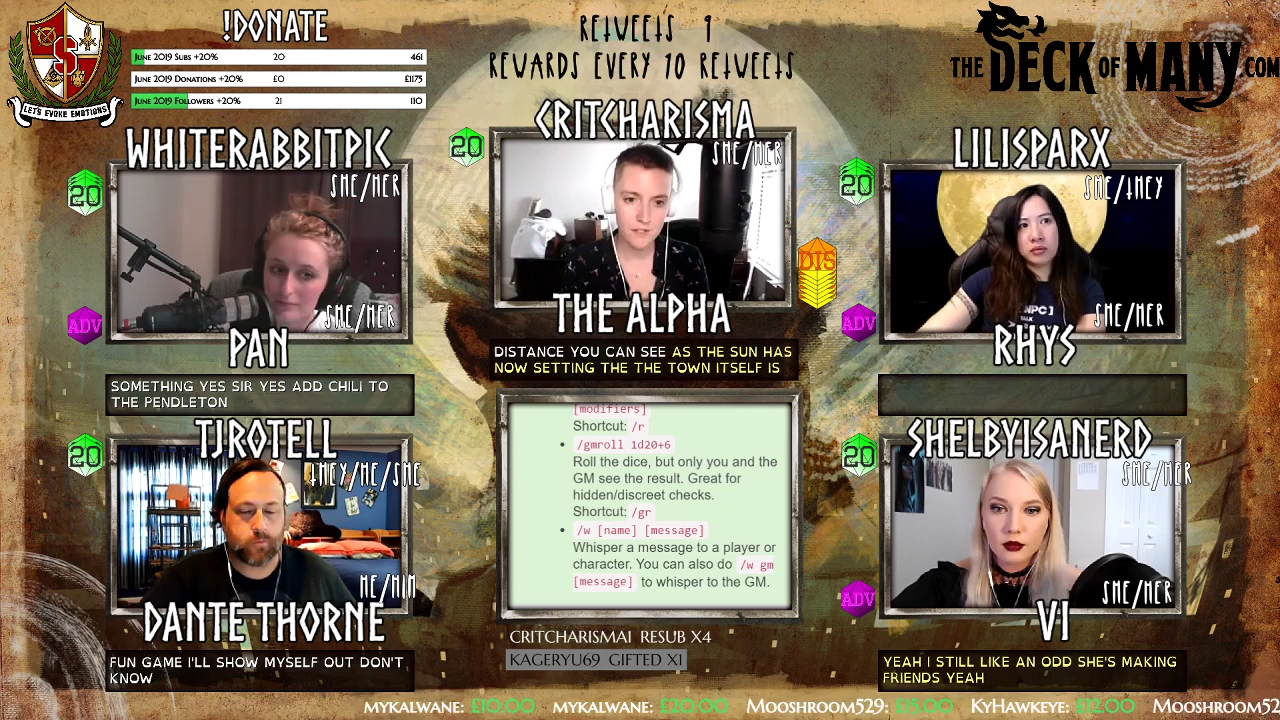 !DONATE
JUNE 2019 SUBS +20% 20 461
JUNE 2019 DONATIONS +20% £0 £1175
JUNE 2019 FOLLOWERS +20% 21 110
LET'S EVOKE EMOTIONS
RETWEETS 9
REWARDS EVERY 10 RETWEETS
THE DECK OF MANY.COM
WHITERABBITPIC
SHE/HER
20
ADV
SHE/HER
PAN
SOMETHING YES SIR YES ADD CHILI TO
THE PENDLETON
CRITCHARISMA
SHE/HER
20
DIS
THE ALPHA
DISTANCE YOU CAN SEE AS THE SUN HAS
NOW SETTING THE THE TOWN ITSELF IS
LILISPARX
SHE/THEY
20
ADV
NPC]
TALK
SHE/HER
RHYS
TJROTELL
THEY/HE/SHE
20
HE/HIM
DANTE THORNE
FUN GAME I'LL SHOW MYSELF OUT DON'T
KNOW
[modifiers]
Shortcut: /r
• /gmroll 1d20+6
Roll the dice, but only you and the
GM see the result. Great for
hidden/discreet checks.
Shortcut: /gr
• /w [name] [message]
Whisper a message to a player or
character. You can also do /w gm
[message] to whisper to the GM.
CRITCHARISMA1 RESUB X4
KAGERYU69 GIFTED X1
SHELBYISANERD
SHE/HER
20
ADV
SHE/HER
VI
YEAH I STILL LIKE AN ODD SHE'S MAKING
FRIENDS YEAH
MYKALWANE: £10.00 MYKALWANE: £20.00 MOOSHROOM529: £15.00 KYHAWKEYE: £12.00 MOOSHROOM52